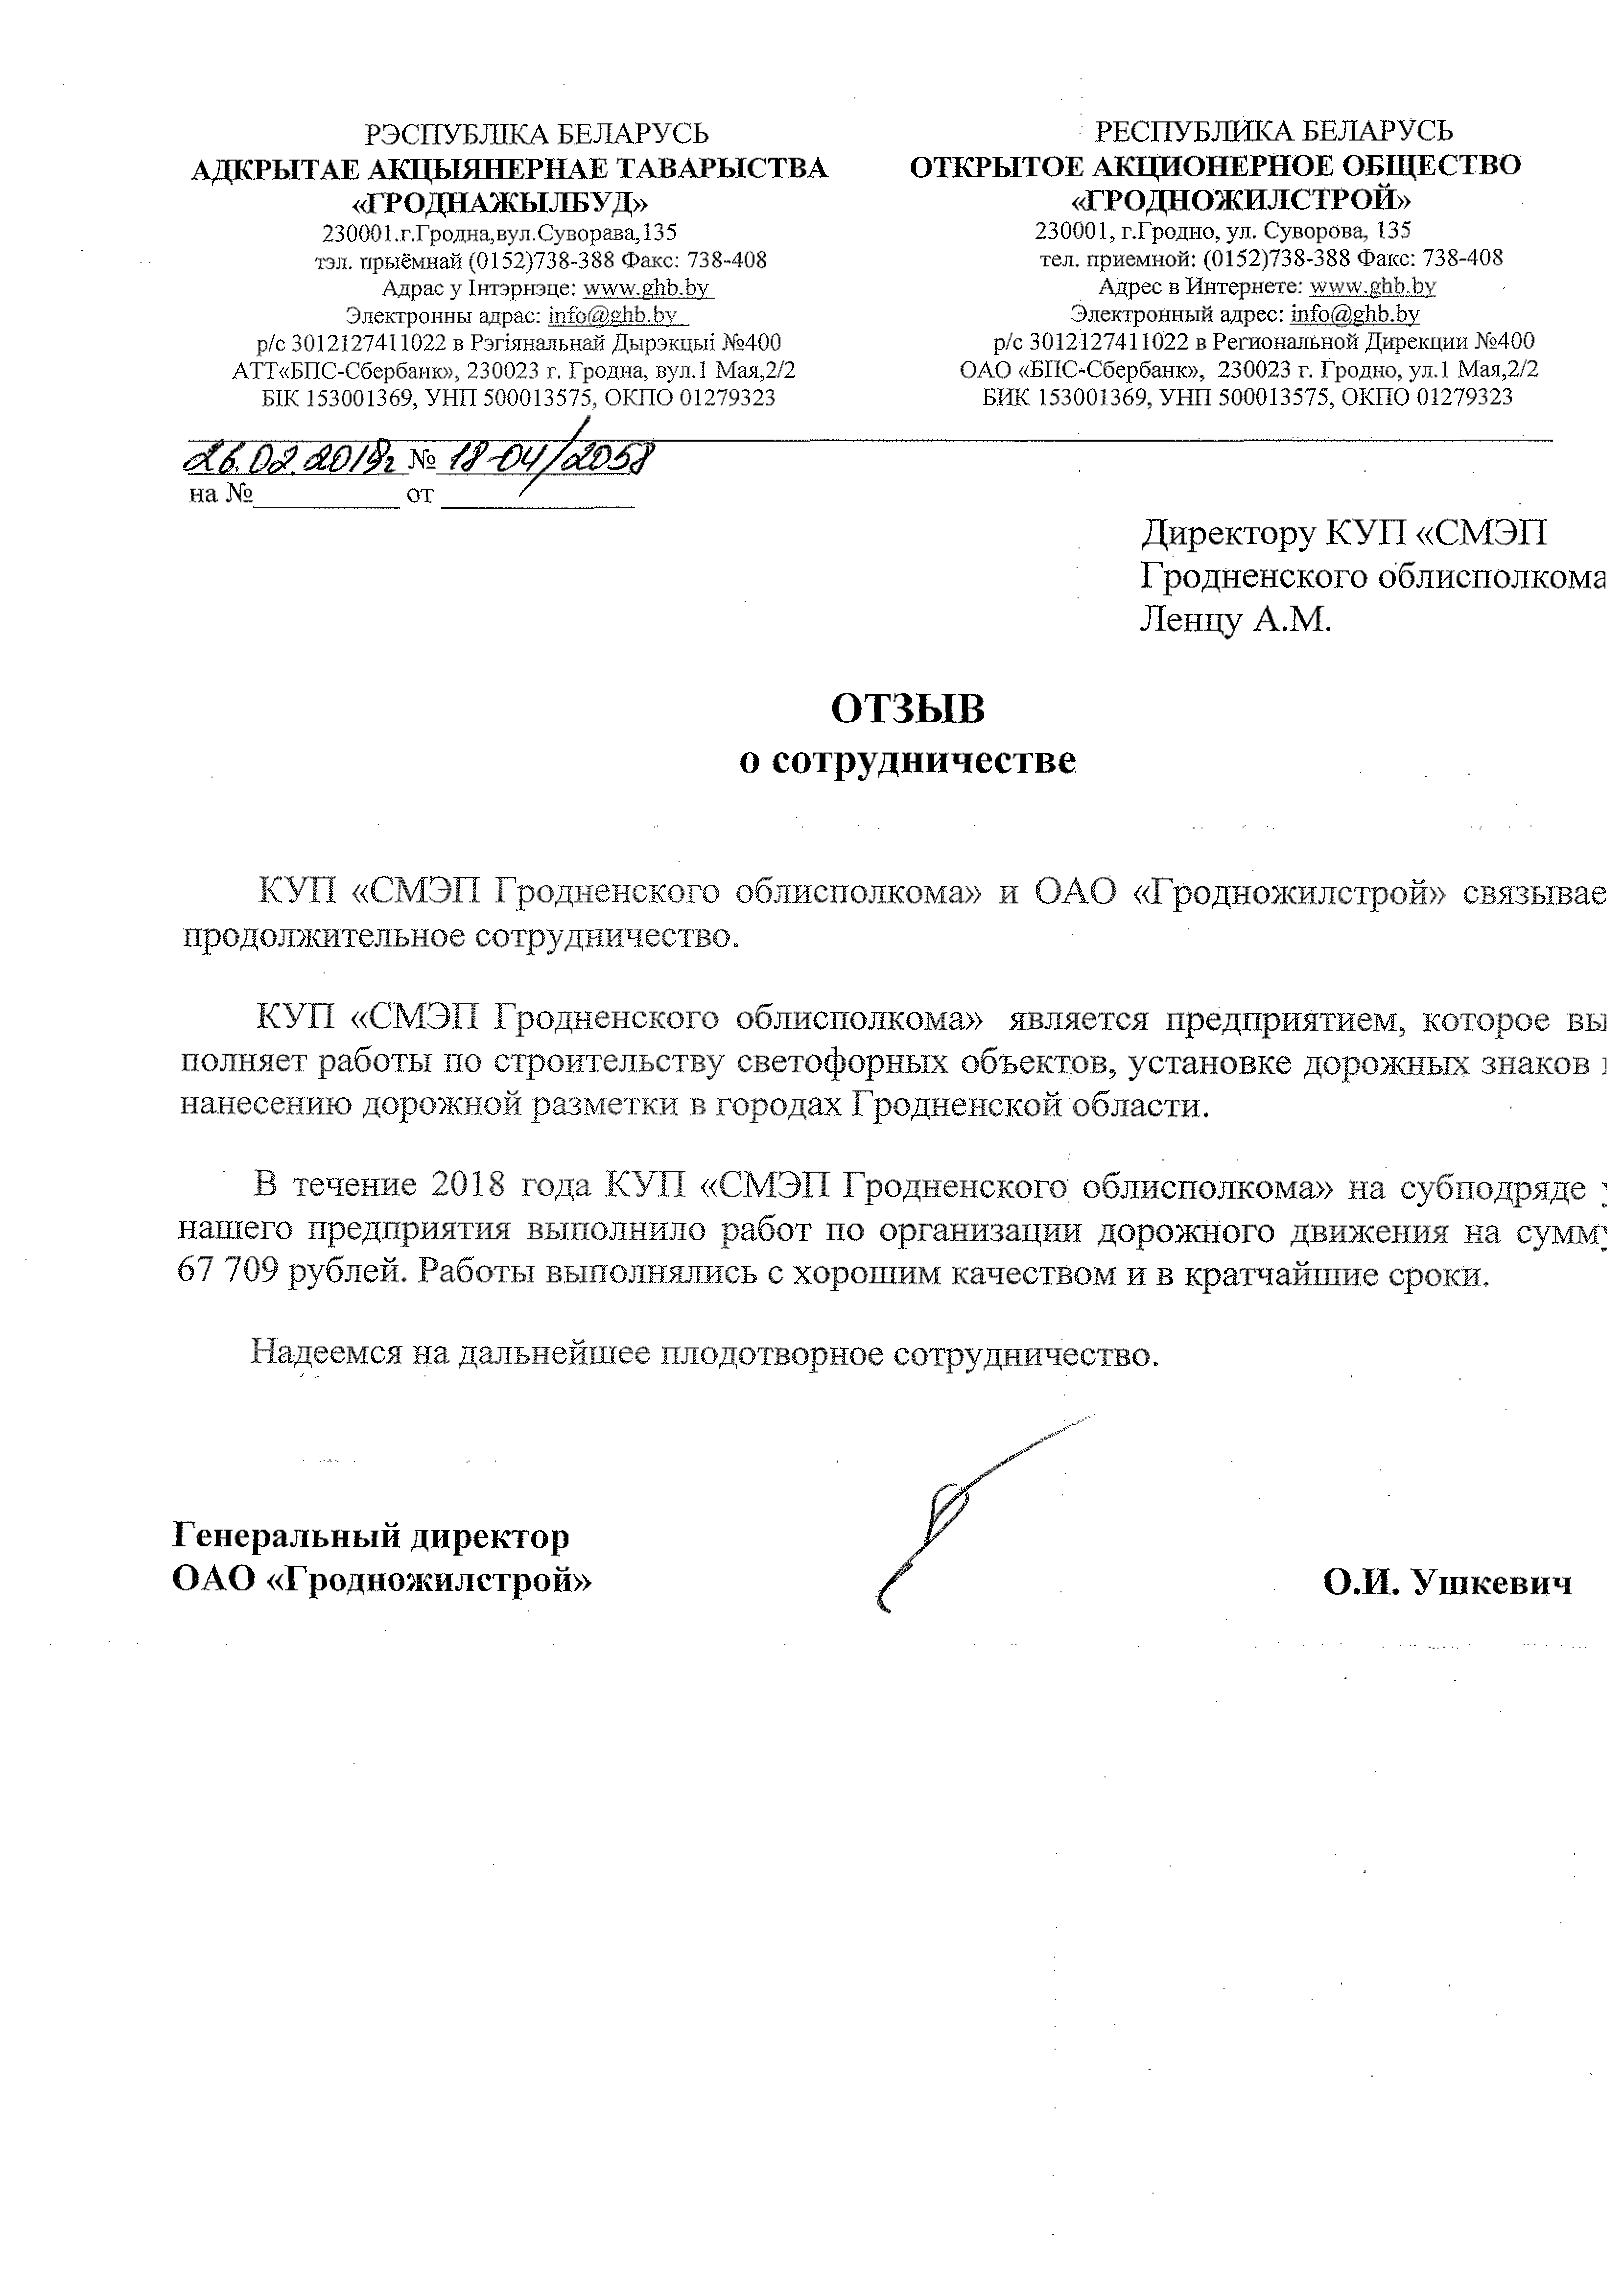 РЭСПУБЛІКА БЕЛАРУСЬ
АДКРЫТАЕ АКЦЫЯНЕРНАЕ ТАВАРЫСТВА
«ГРОДНАЖЫЛБУД»
230001.г.Гродна,вул.Суворава,135
тэл. прыёмнай (0152)738-388 Факс: 738-408
Адрас у Інтэрнэце: www.ghb.by
Электронны адрас: info@ghb.by
р/с 3012127411022 в Рэгіянальнай Дырэкцыі №400
АТТ«БПС-Сбербанк», 230023 г. Гродна, вул.1 Мая,2/2
БІК 153001369, УНП 500013575, ОКПО 01279323
РЕСПУБЛИКА БЕЛАРУСЬ
ОТКРЫТОЕ АКЦИОНЕРНОЕ ОБЩЕСТВО
«ГРОДНОЖИЛСТРОЙ»
230001, г.Гродно, ул. Суворова, 135
тел. приемной: (0152)738-388 Факс: 738-408
Адрес в Интернете: www.ghb.by
Электронный адрес: info@ghb.by
р/с 3012127411022 в Региональной Дирекции №400
ОАО «БПС-Сбербанк», 230023 г. Гродно, ул.1 Мая,2/2
БИК 153001369, УНП 500013575, ОКПО 01279323
26.02.2019г № 18-04/2058
на № от
Директору КУП «СМЭП
Гродненского облисполкома
Ленцу А.М.
ОТЗЫВ
о сотрудничестве
КУП «СМЭП Гродненского облисполкома» и ОАО «Гродножилстрой» связывае
продолжительное сотрудничество.
КУП «СМЭП Гродненского облисполкома» является предприятием, которое вы
полняет работы по строительству светофорных объектов, установке дорожных знаков
нанесению дорожной разметки в городах Гродненской области.
В течение 2018 года КУП «СМЭП Гродненского облисполкома» на субподряде у
нашего предприятия выполнило работ по организации дорожного движения на сумму
67 709 рублей. Работы выполнялись с хорошим качеством и в кратчайшие сроки.
Надеемся на дальнейшее плодотворное сотрудничество.
Генеральный директор
ОАО «Гродножилстрой»
О.И. Ушкевич